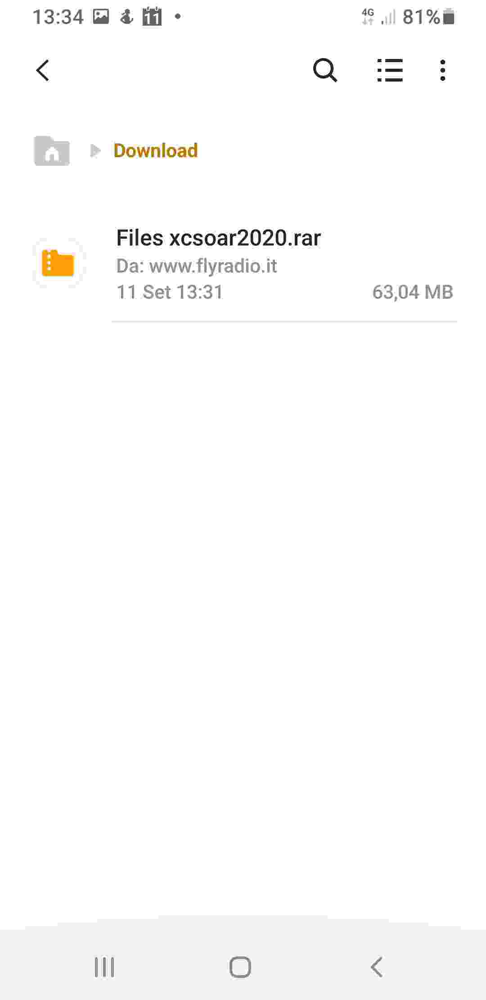 13:34 11 4G 81%
Download
Files xcsoar2020.rar
Da: www.flyradio.it
11 Set 13:31 63,04 MB